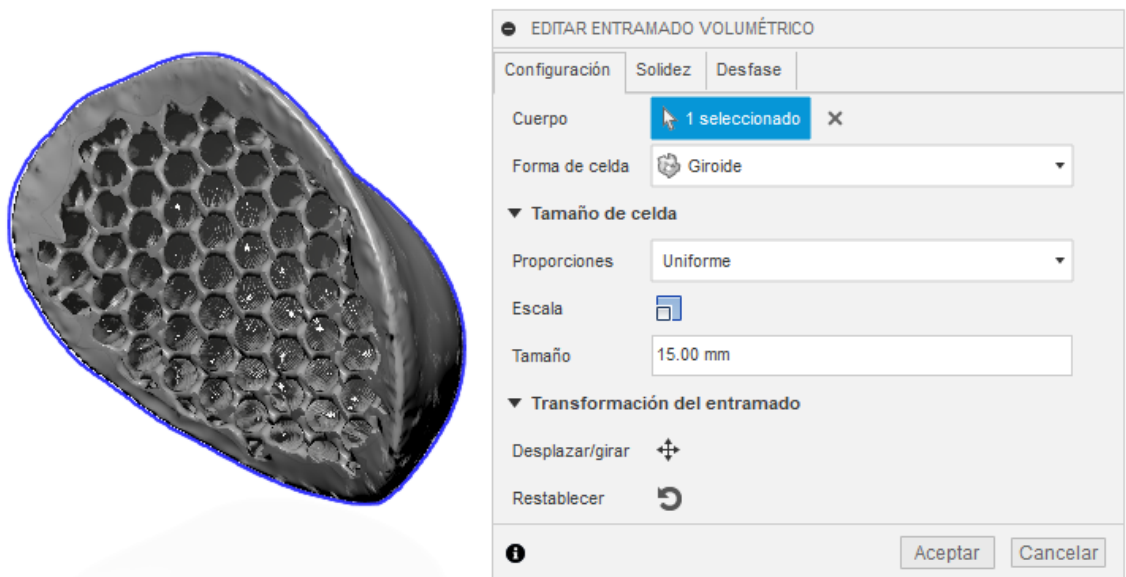 EDITAR ENTRAMADO VOLUMÉTRICO
Configuración Solidez Desfase
Cuerpo 1 seleccionado
Forma de celda Giroide
Tamaño de celda
Proporciones Uniforme
Escala
Tamaño 15.00 mm
Transformación del entramado
Desplazar/girar
Restablecer
Aceptar Cancelar